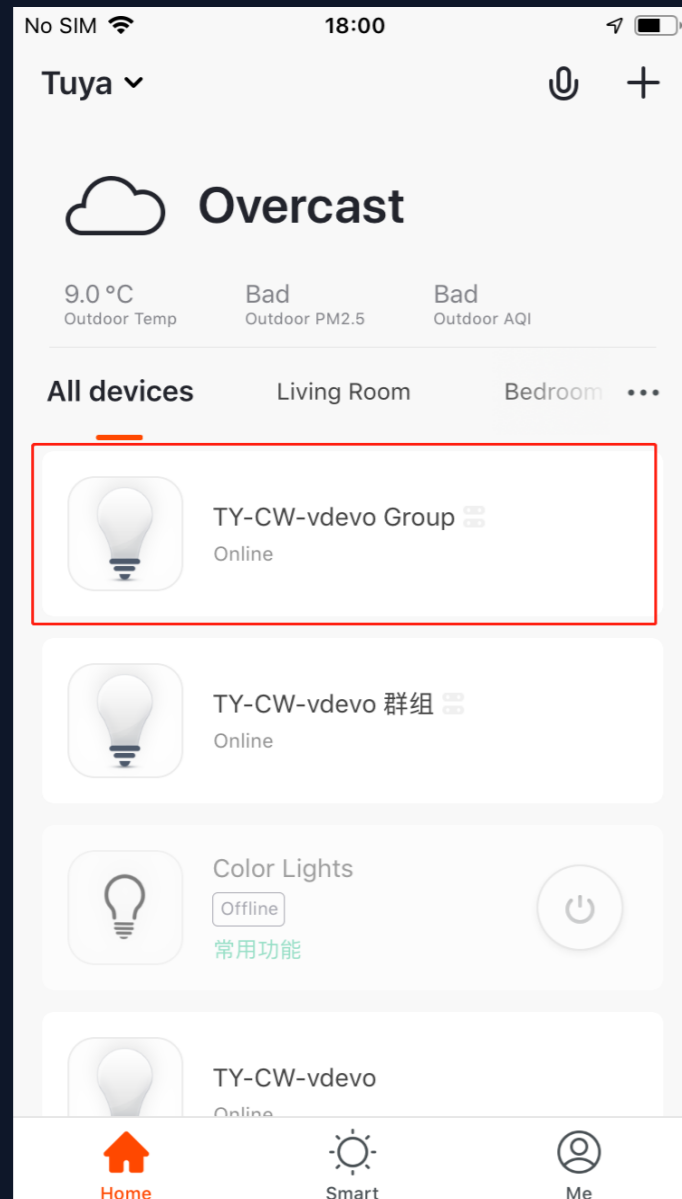 No SIM 18:00
Tuya
Overcast
9.0 °C Bad Bad
Outdoor Temp Outdoor PM2.5 Outdoor AQI
All devices Living Room Bedroom
TY-CW-vdevo Group
Online
TY-CW-vdevo 群组
Online
Color Lights
Offline
常用功能
TY-CW-vdevo
Online
Home Smart Me